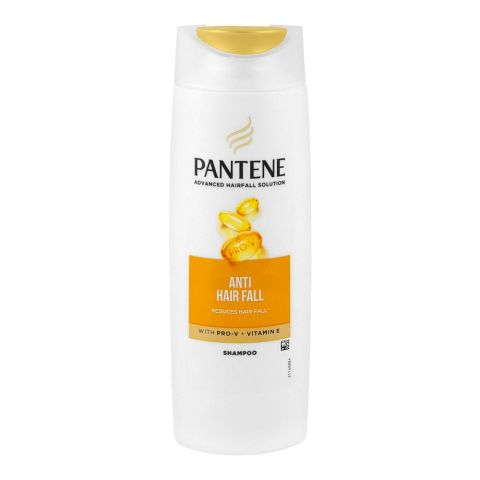 PANTENE
ADVANCED HAIRFALL SOLUTION
PRO-V
ANTI
HAIR FALL
REDUCES HAIR FALL*
WITH PRO-V + VITAMIN E
SHAMPOO